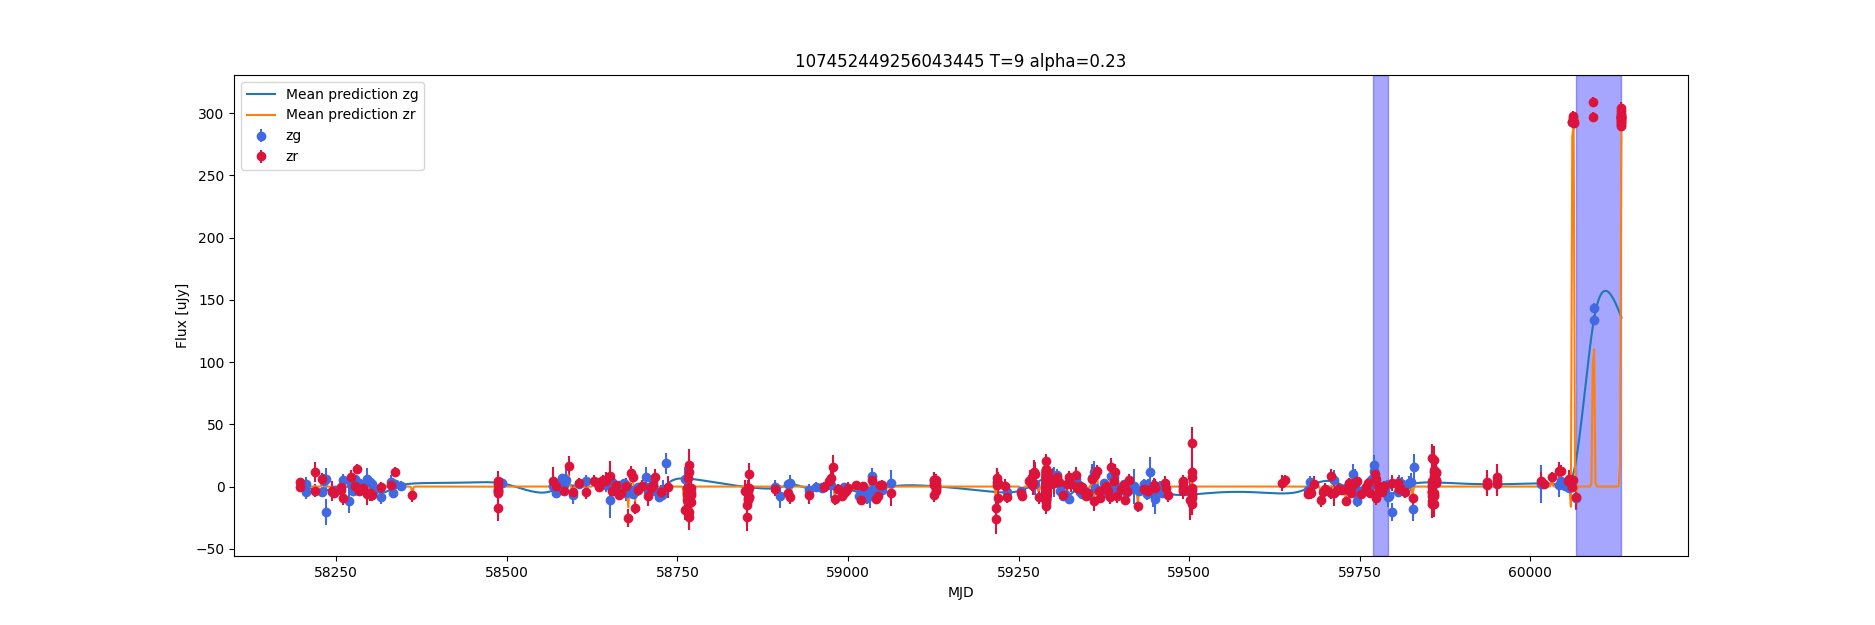 107452449256043445 T=9 alpha=0.23
Mean prediction zg
Mean prediction zr
zg
zr
300
250
200
150
100
50
0
−50
Flux [uJy]
58250 58500 58750 59000 59250 59500 59750 60000
MJD